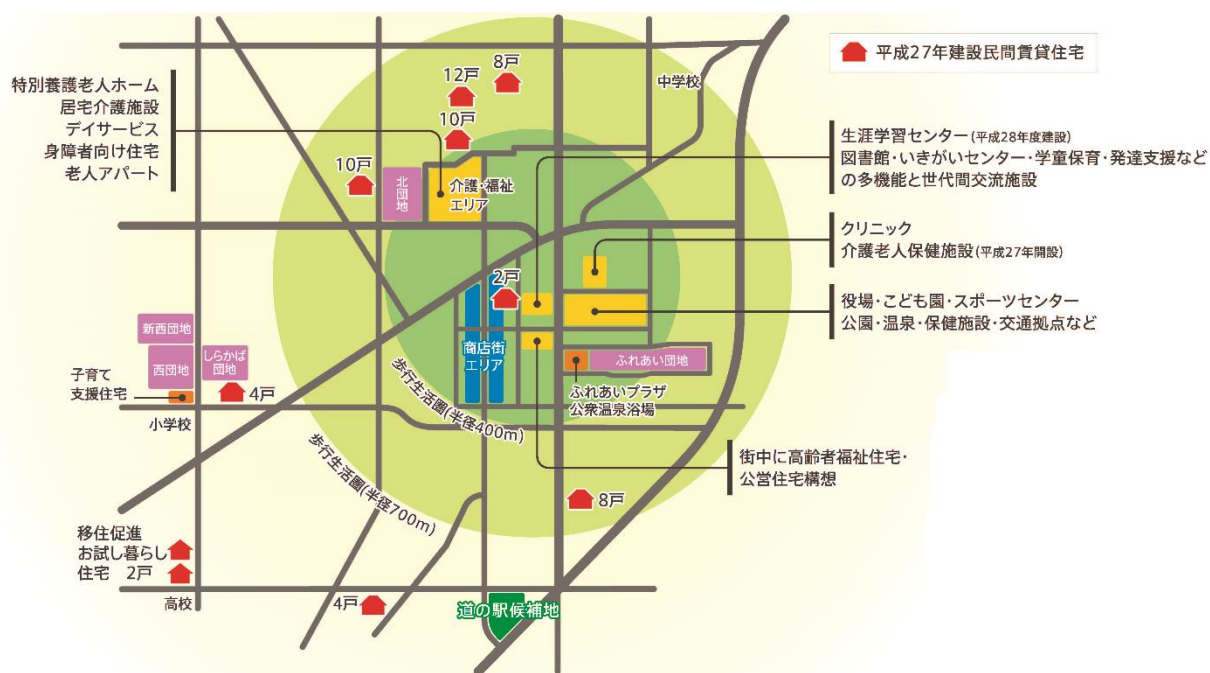 平成27年建設民間賃貸住宅
特別養護老人ホーム
居宅介護施設
デイサービス
身障者向け住宅
老人アパート
12戸
8戸
10戸
10戸
中学校
北団地
介護・福祉
エリア
生涯学習センター(平成28年度建設)
図書館・いきがいセンター・学童保育・発達支援など
の多機能と世代間交流施設
クリニック
介護老人保健施設(平成27年開設)
役場・こども園・スポーツセンター
公園・温泉・保健施設・交通拠点など
2戸
商店街
エリア
新西団地
西団地
しらかば
団地
子育て
支援住宅
4戸
小学校
ふれあい団地
ふれあいプラザ
公衆温泉浴場
歩行生活圏(半径400m)
歩行生活圏(半径700m)
街中に高齢者福祉住宅・
公営住宅構想
8戸
移住促進
お試し暮らし
住宅 2戸
高校
4戸
道の駅候補地